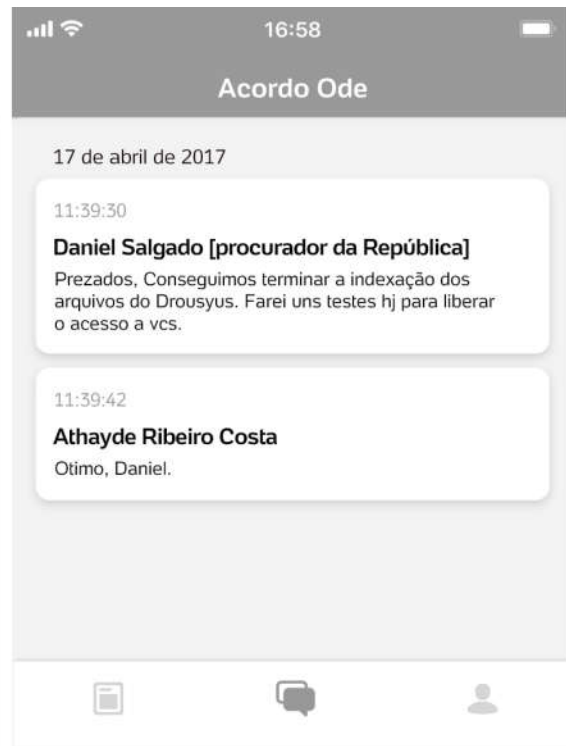 16:58
Acordo Ode
17 de abril de 2017
11:39:30
Daniel Salgado [procurador da República]
Prezados, Conseguimos terminar a indexação dos
arquivos do Drousyus. Farei uns testes hj para liberar
o acesso a vcs.
11:39:42
Athayde Ribeiro Costa
Otimo, Daniel.